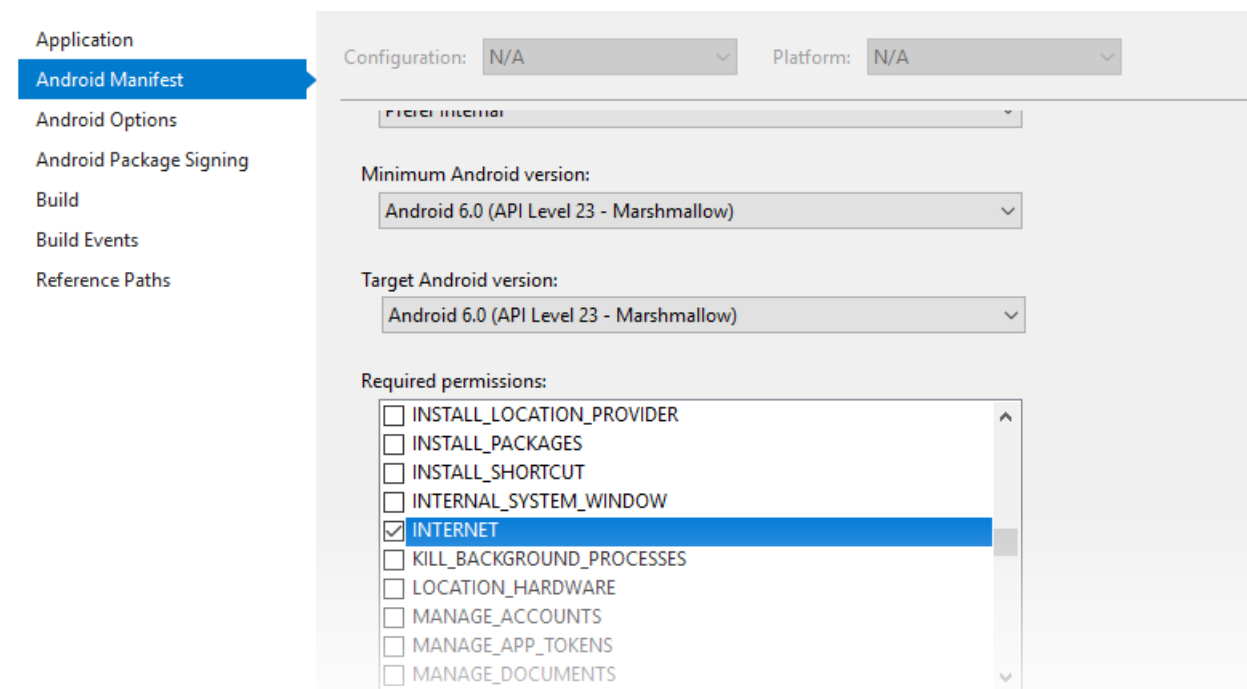 Application
Android Manifest
Android Options
Android Package Signing
Build
Build Events
Reference Paths
Configuration: N/A Platform: N/A
Prefer Internal
Minimum Android version:
Android 6.0 (API Level 23 - Marshmallow)
Target Android version:
Android 6.0 (API Level 23 - Marshmallow)
Required permissions:
INSTALL_LOCATION_PROVIDER
INSTALL_PACKAGES
INSTALL_SHORTCUT
INTERNAL_SYSTEM_WINDOW
INTERNET
KILL_BACKGROUND_PROCESSES
LOCATION_HARDWARE
MANAGE_ACCOUNTS
MANAGE_APP_TOKENS
MANAGE_DOCUMENTS